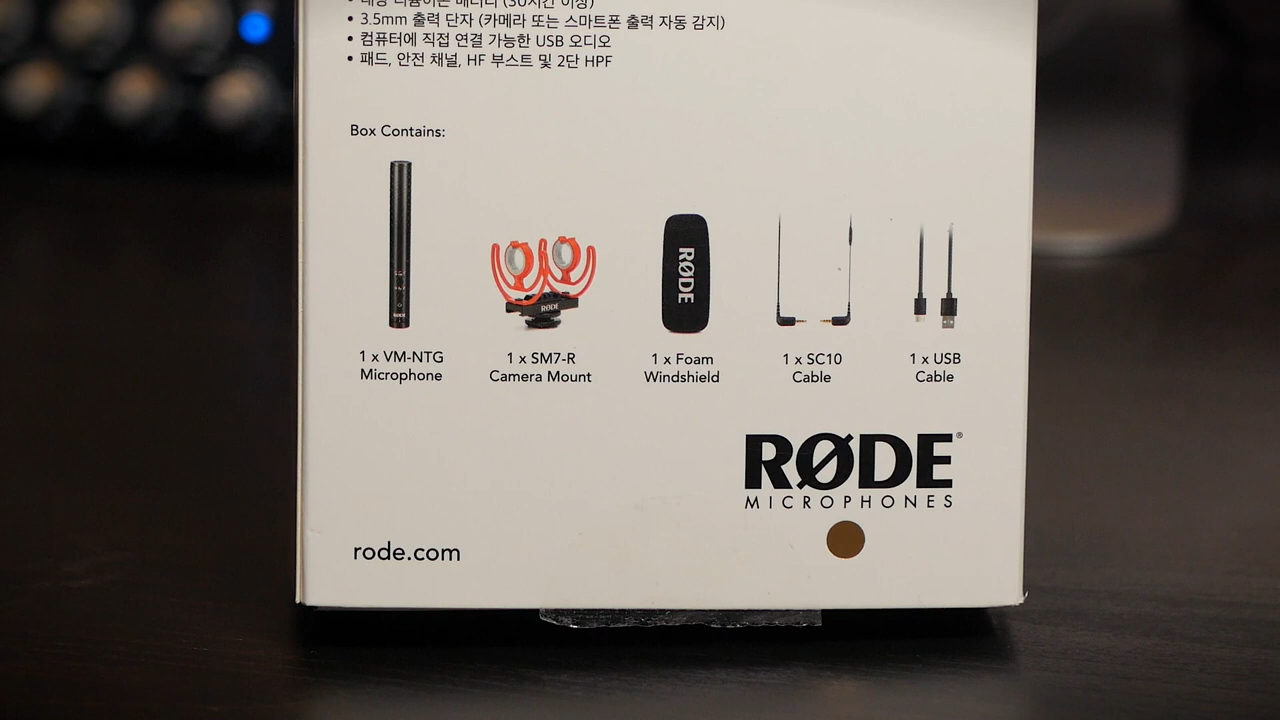 • 3.5mm 출력 단자 (카메라 또는 스마트폰 출력 자동 감지)
• 컴퓨터에 직접 연결 가능한 USB 오디오
• 패드, 안전 채널, HF 부스트 및 2단 HPF
Box Contains:
RØDE
RØDE
RØDE
1 x VM-NTG
Microphone
1 x SM7-R
Camera Mount
1 x Foam
Windshield
1 x SC10
Cable
1 x USB
Cable
RØDE®
MICROPHONES
rode.com